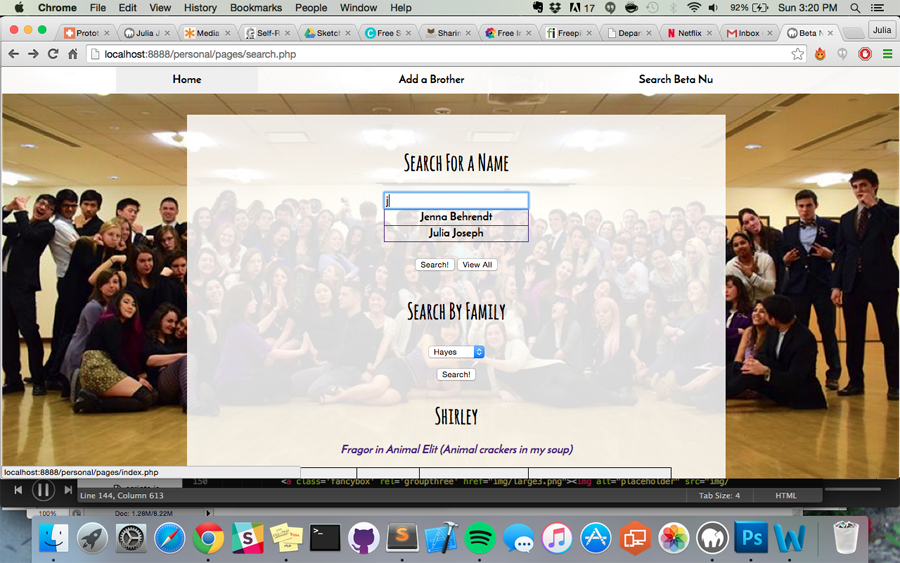 Chrome File Edit View History Bookmarks People Window Help 17 92% Sun 3:20 PM
Protot Julia J Media Self-R Sketch Free S Sharin Free Ir Freepi Depar Netflix Inbox Beta N Julia
localhost:8888/personal/pages/search.php
Home Add a Brother Search Beta Nu
Search For a Name
j
Jenna Behrendt
Julia Joseph
Search! View All
Search By Family
Hayes
Search!
Shirley
Fragor in Animal Elit (Animal crackers in my soup)
localhost:8888/personal/pages/index.php
150 <a class='fancybox' rel='groupthree' href="img/large3.png"><img alt="placeholder" src="img/
Line 144, Column 613 Tab Size: 4 HTML
100% Doc: 1.28M/8.22M